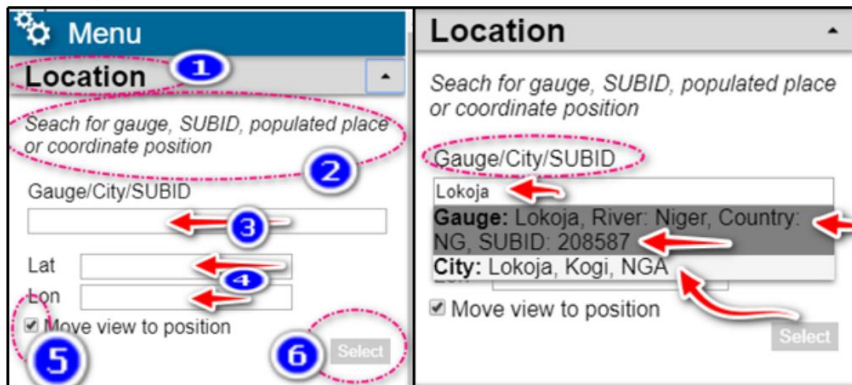 Menu
Location
1
Seach for gauge, SUBID, populated place
or coordinate position
2
Gauge/City/SUBID
3
Lat
4
Lon
Move view to position
5
6
Select
Location
Seach for gauge, SUBID, populated place
or coordinate position
Gauge/City/SUBID
Lokoja
Gauge: Lokoja, River: Niger, Country:
NG, SUBID: 208587
City: Lokoja, Kogi, NGA
Move view to position
Select